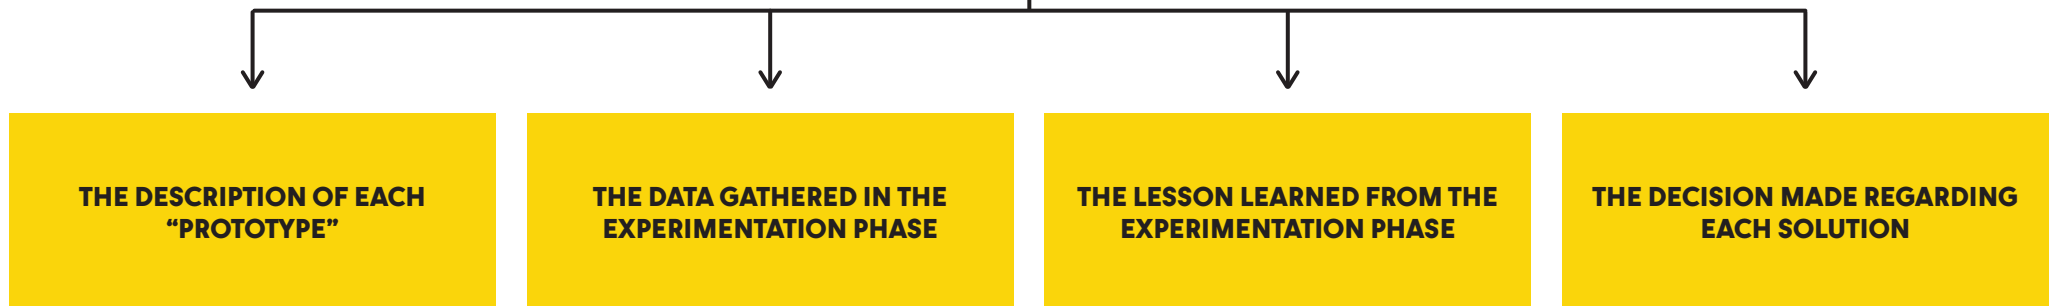 THE DESCRIPTION OF EACH
“PROTOTYPE”
THE DATA GATHERED IN THE
EXPERIMENTATION PHASE
THE LESSON LEARNED FROM THE
EXPERIMENTATION PHASE
THE DECISION MADE REGARDING
EACH SOLUTION